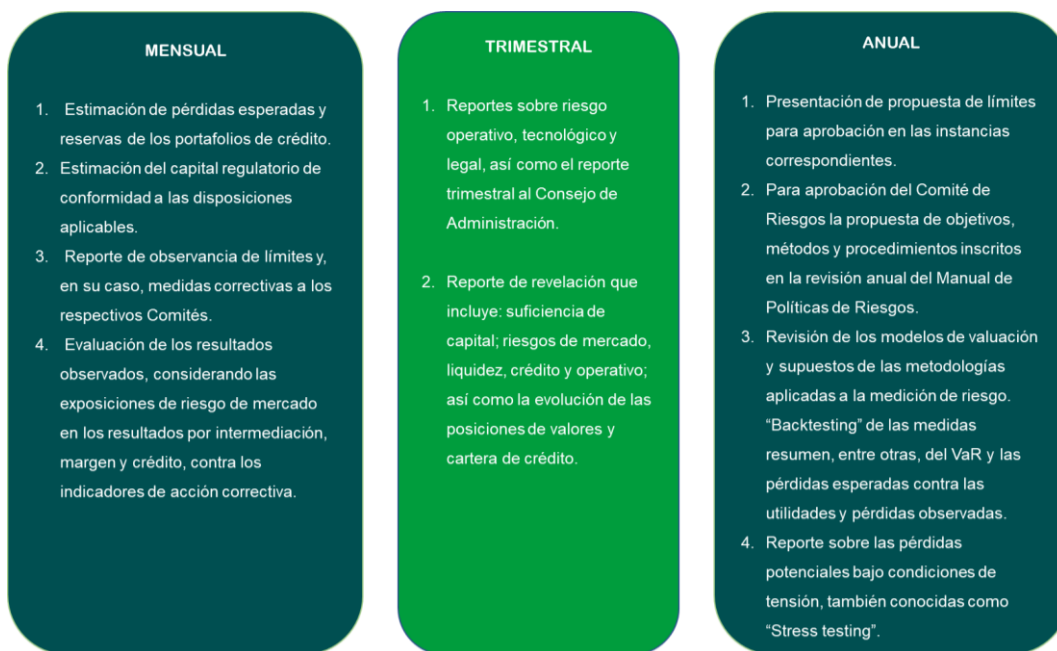 MENSUAL
1. Estimación de pérdidas esperadas y
reservas de los portafolios de crédito.
2. Estimación del capital regulatorio de
conformidad a las disposiciones
aplicables.
3. Reporte de observancia de límites y,
en su caso, medidas correctivas a los
respectivos Comités.
4. Evaluación de los resultados
observados, considerando las
exposiciones de riesgo de mercado
en los resultados por intermediación,
margen y crédito, contra los
indicadores de acción correctiva.
TRIMESTRAL
1. Reportes sobre riesgo
operativo, tecnológico y
legal, así como el reporte
trimestral al Consejo de
Administración.
2. Reporte de revelación que
incluye: suficiencia de
capital; riesgos de mercado,
liquidez, crédito y operativo;
así como la evolución de las
posiciones de valores y
cartera de crédito.
ANUAL
1. Presentación de propuesta de límites
para aprobación en las instancias
correspondientes.
2. Para aprobación del Comité de
Riesgos la propuesta de objetivos,
métodos y procedimientos inscritos
en la revisión anual del Manual de
Políticas de Riesgos.
3. Revisión de los modelos de valuación
y supuestos de las metodologías
aplicadas a la medición de riesgo.
“Backtesting” de las medidas
resumen, entre otras, del VaR y las
pérdidas esperadas contra las
utilidades y pérdidas observadas.
4. Reporte sobre las pérdidas
potenciales bajo condiciones de
tensión, también conocidas como
“Stress testing”.